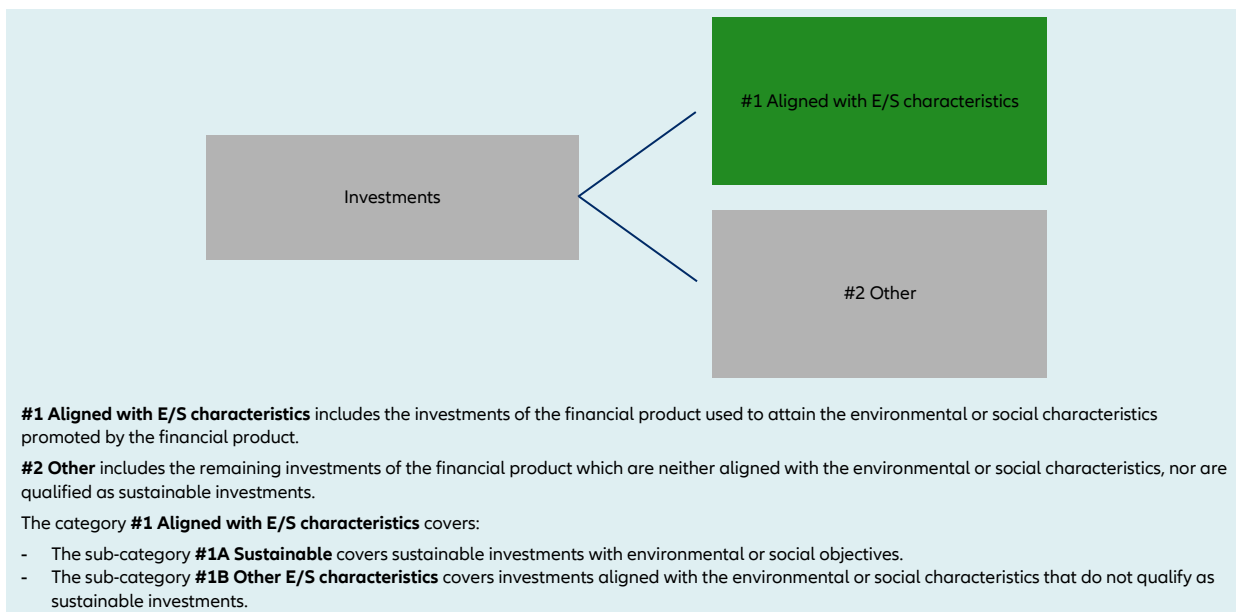 #1 Aligned with E/S characteristics
Investments
#2 Other
#1 Aligned with E/S characteristics includes the investments of the financial product used to attain the environmental or social characteristics
promoted by the financial product.
#2 Other includes the remaining investments of the financial product which are neither aligned with the environmental or social characteristics, nor are
qualified as sustainable investments.
The category #1 Aligned with E/S characteristics covers:
- The sub-category #1A Sustainable covers sustainable investments with environmental or social objectives.
- The sub-category #1B Other E/S characteristics covers investments aligned with the environmental or social characteristics that do not qualify as
sustainable investments.